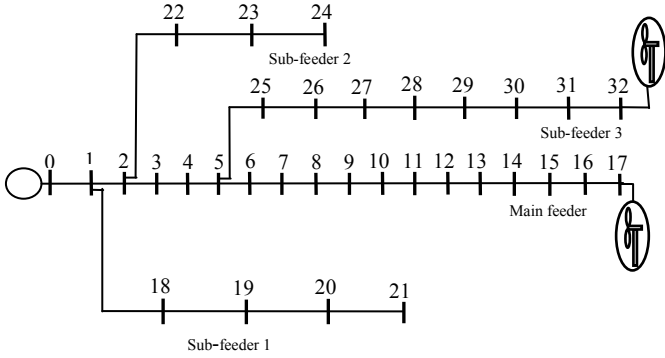 22 23 24
Sub-feeder 2
25 26 27 28 29 30 31 32
Sub-feeder 3
0 1 2 3 4 5 6 7 8 9 10 11 12 13 14 15 16 17
Main feeder
18 19 20 21
Sub-feeder 1